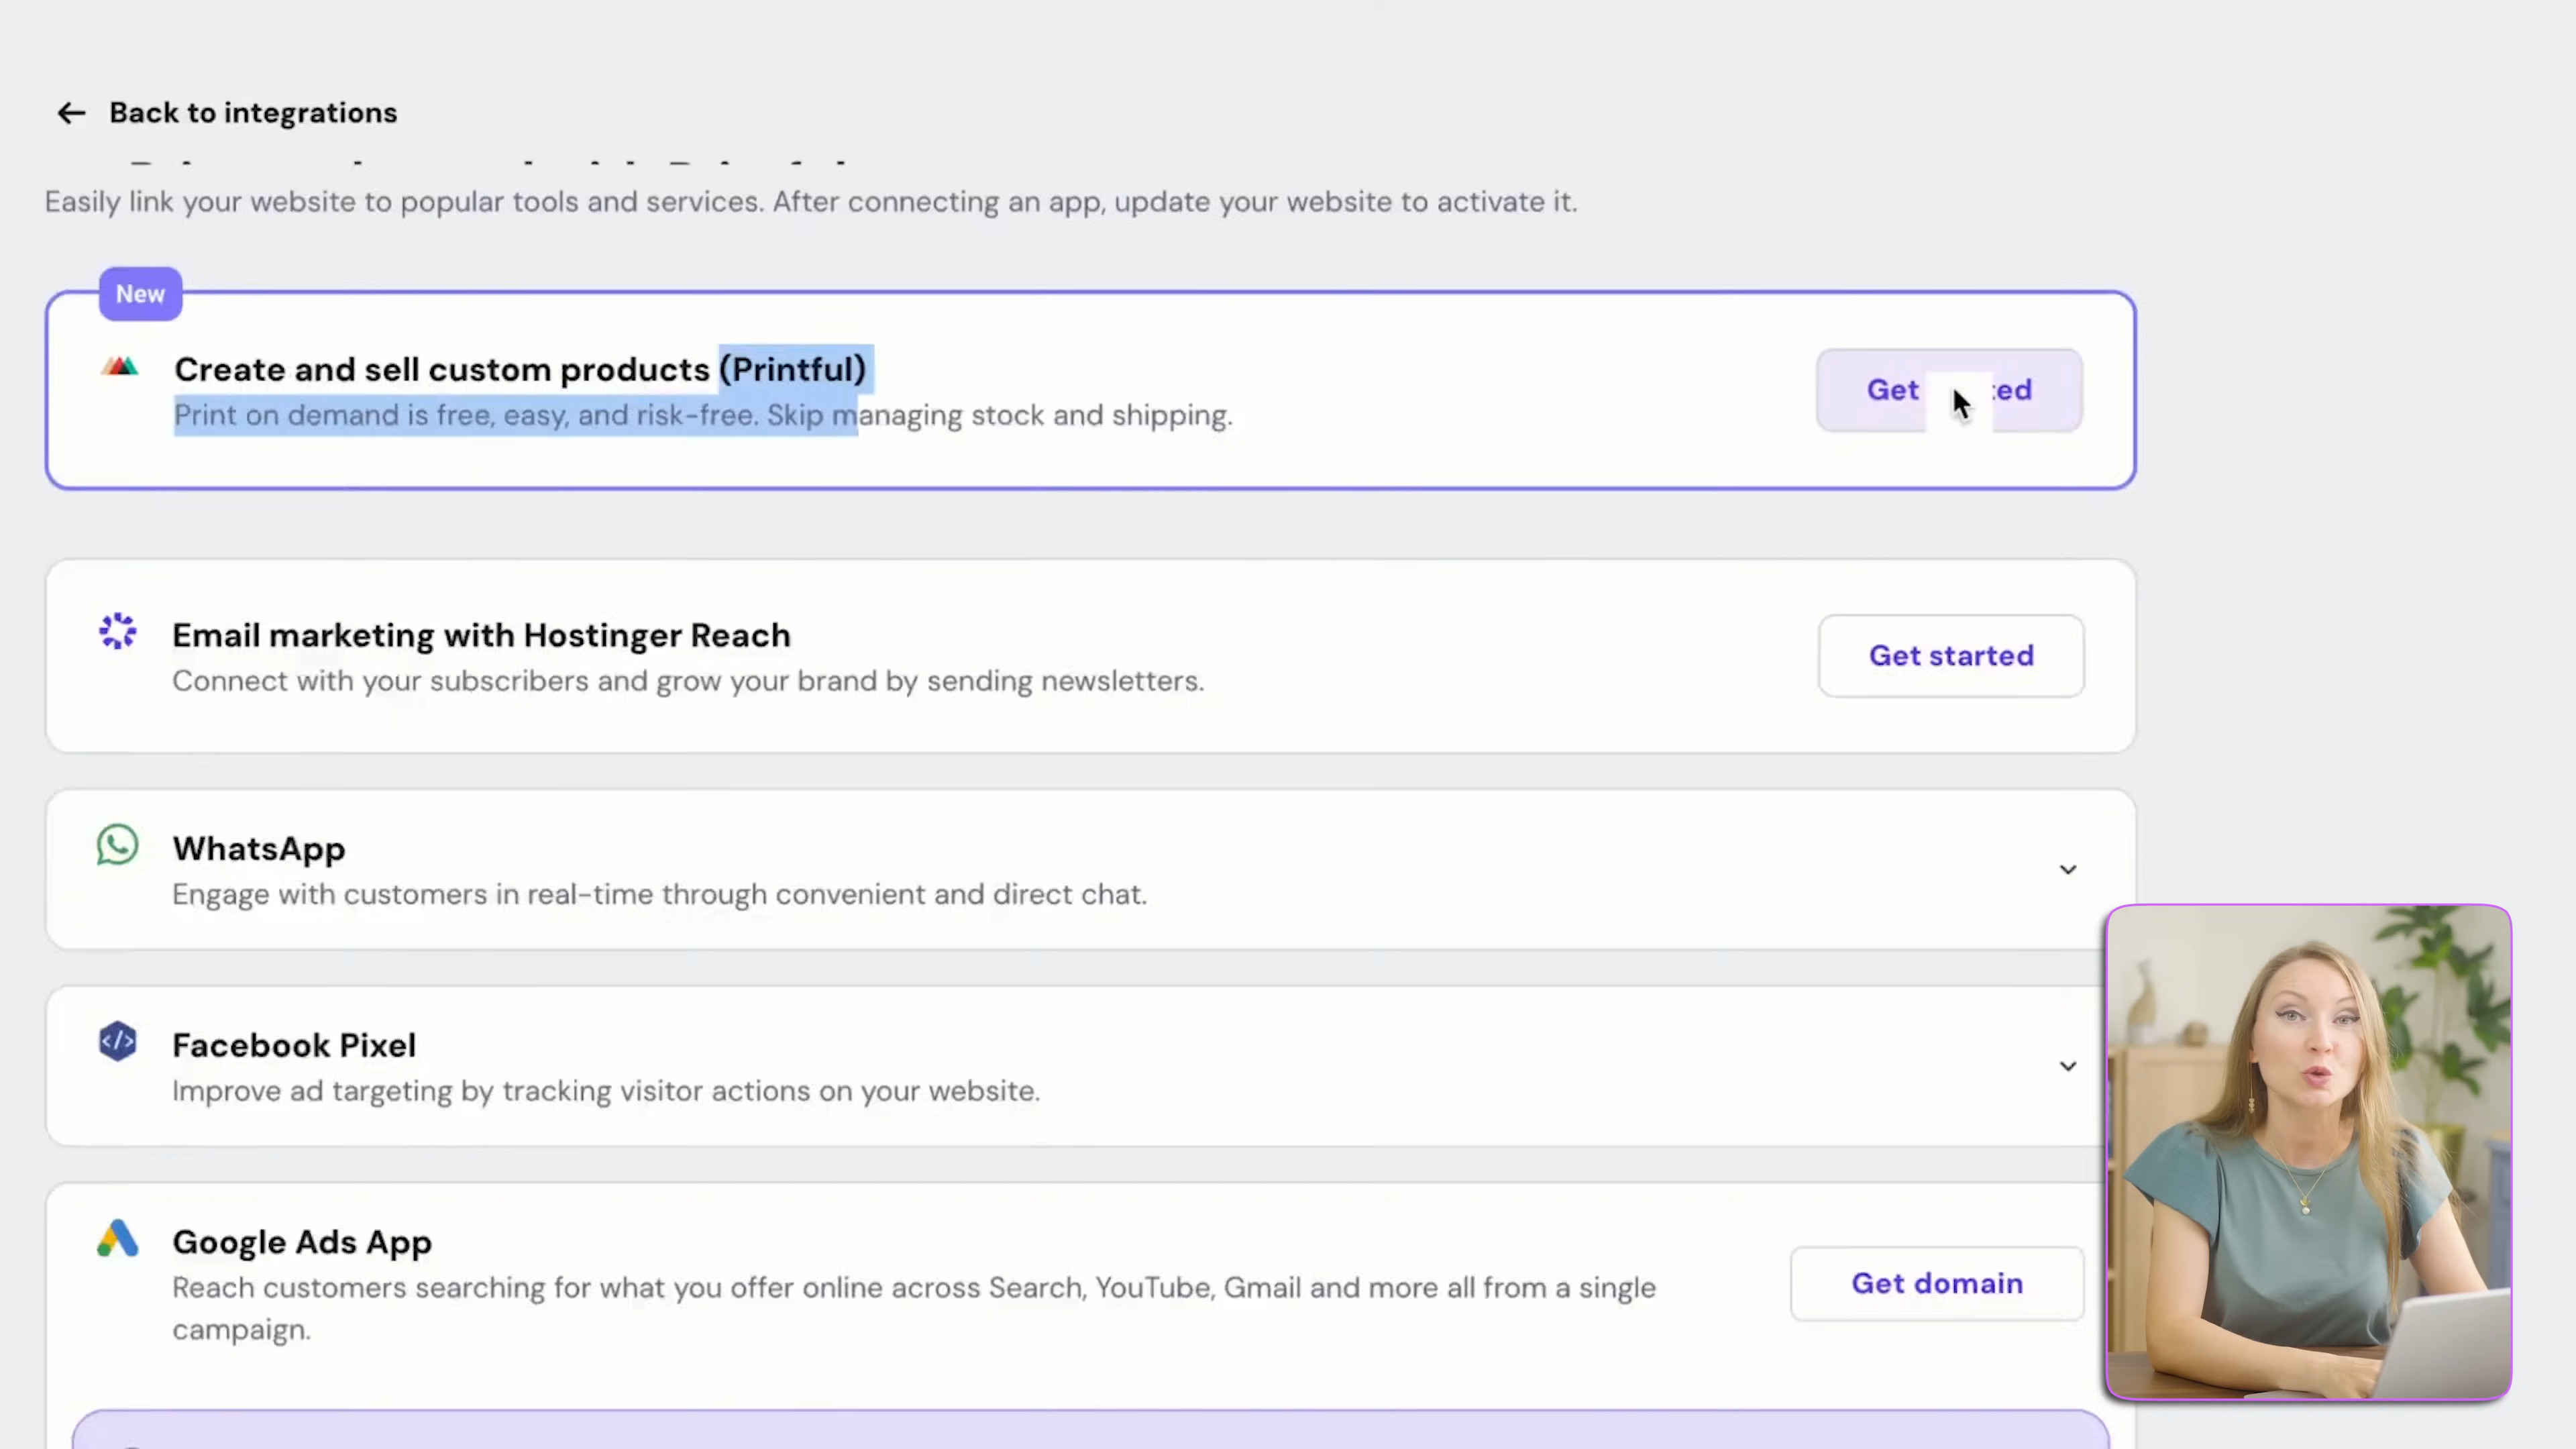 Back to integrations
Easily link your website to popular tools and services. After connecting an app, update your website to activate it.
New
Create and sell custom products (Printful)
Print on demand is free, easy, and risk-free. Skip managing stock and shipping.
Get ted
Email marketing with Hostinger Reach
Connect with your subscribers and grow your brand by sending newsletters.
Get started
WhatsApp
Engage with customers in real-time through convenient and direct chat.
Facebook Pixel
Improve ad targeting by tracking visitor actions on your website.
Google Ads App
Reach customers searching for what you offer online across Search, YouTube, Gmail and more all from a single
campaign.
Get domain